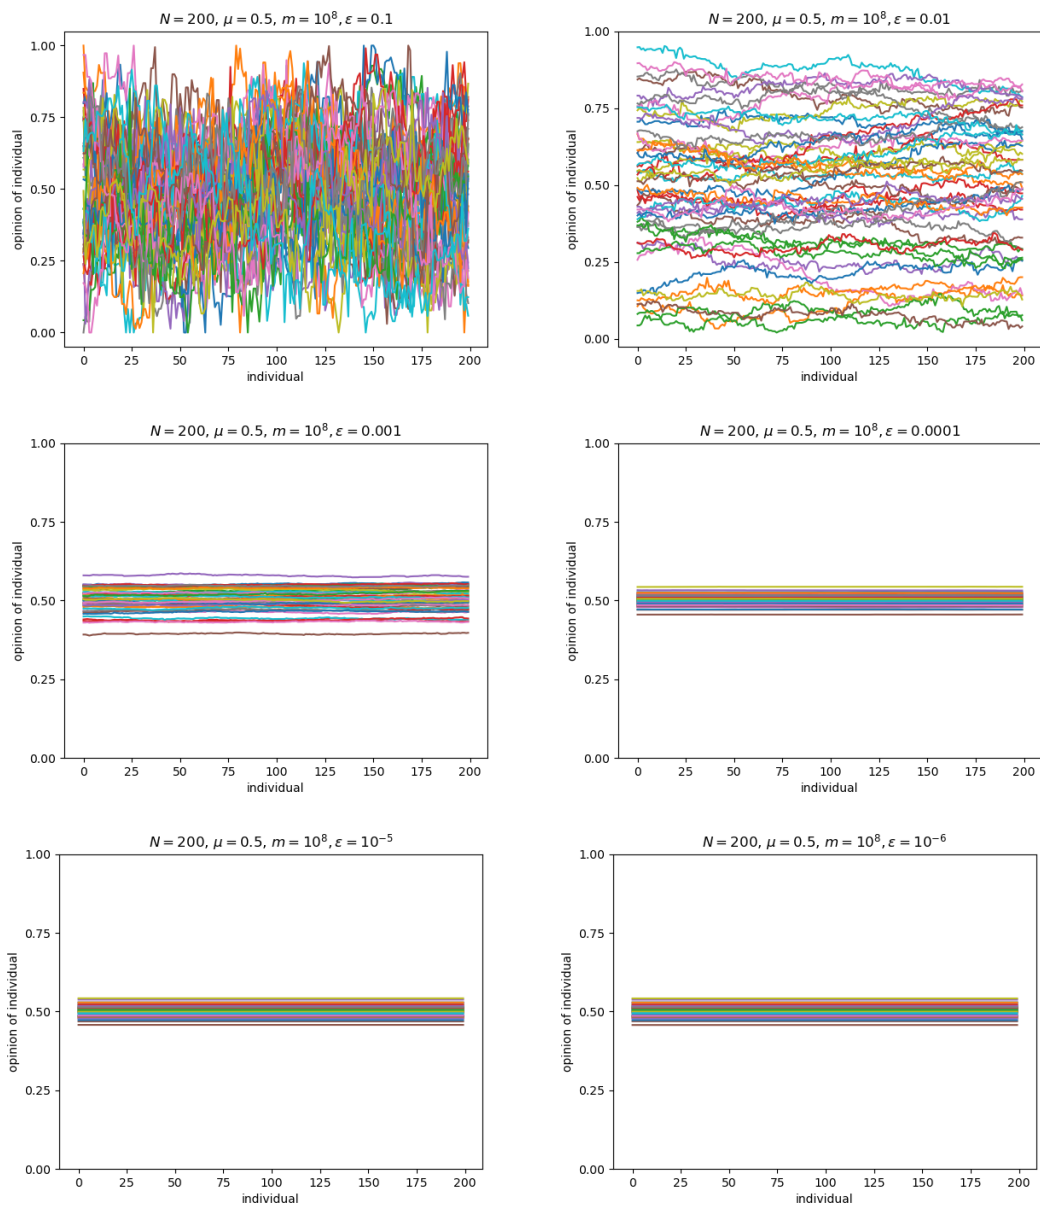 N = 200, μ = 0.5, m = 10⁸, ε = 0.1
opinion of individual
1.00
0.75
0.50
0.25
0.00
0 25 50 75 100 125 150 175 200
individual
N = 200, μ = 0.5, m = 10⁸, ε = 0.01
opinion of individual
1.00
0.75
0.50
0.25
0.00
0 25 50 75 100 125 150 175 200
individual
N = 200, μ = 0.5, m = 10⁸, ε = 0.001
opinion of individual
1.00
0.75
0.50
0.25
0.00
0 25 50 75 100 125 150 175 200
individual
N = 200, μ = 0.5, m = 10⁸, ε = 0.0001
opinion of individual
1.00
0.75
0.50
0.25
0.00
0 25 50 75 100 125 150 175 200
individual
N = 200, μ = 0.5, m = 10⁸, ε = 10⁻⁵
opinion of individual
1.00
0.75
0.50
0.25
0.00
0 25 50 75 100 125 150 175 200
individual
N = 200, μ = 0.5, m = 10⁸, ε = 10⁻⁶
opinion of individual
1.00
0.75
0.50
0.25
0.00
0 25 50 75 100 125 150 175 200
individual